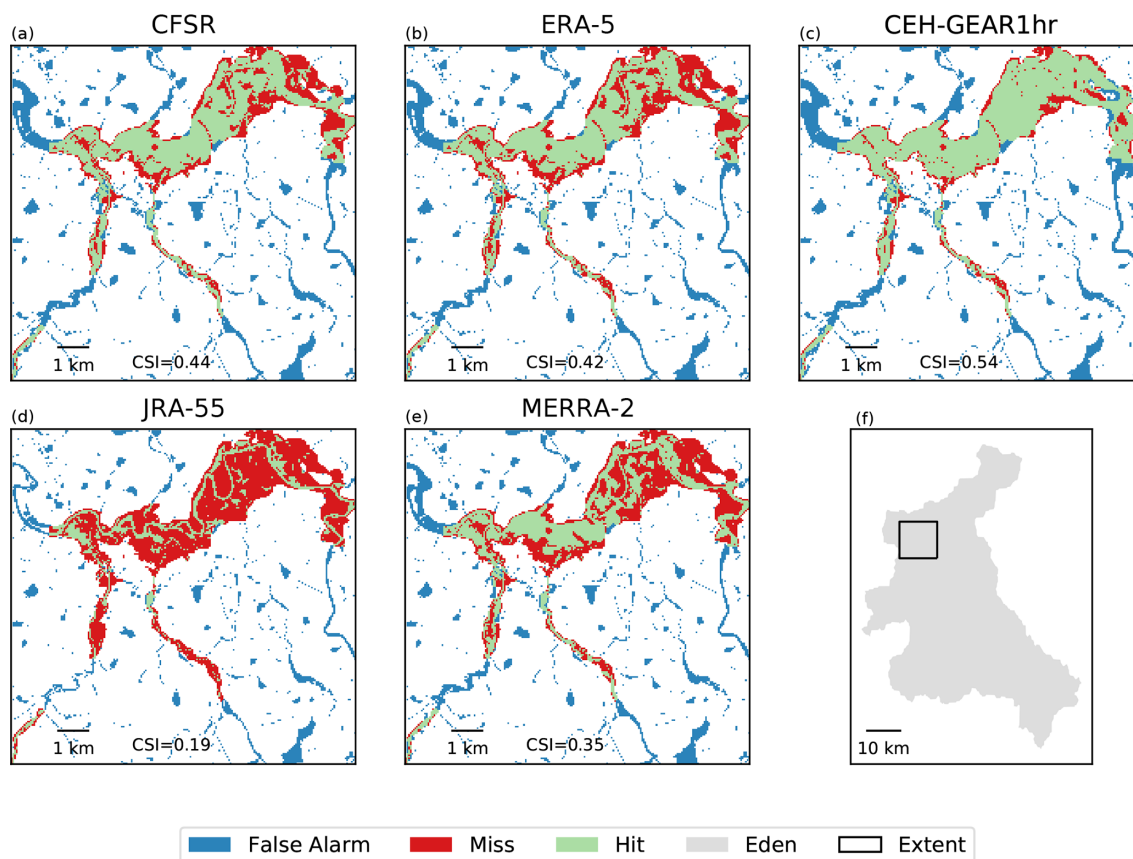 (a) CFSR
(b) ERA-5
(c) CEH-GEAR1hr
1 km CSI=0.44
1 km CSI=0.42
1 km CSI=0.54
(d) JRA-55
(e) MERRA-2
(f)
1 km CSI=0.19
1 km CSI=0.35
10 km
False Alarm Miss Hit Eden Extent